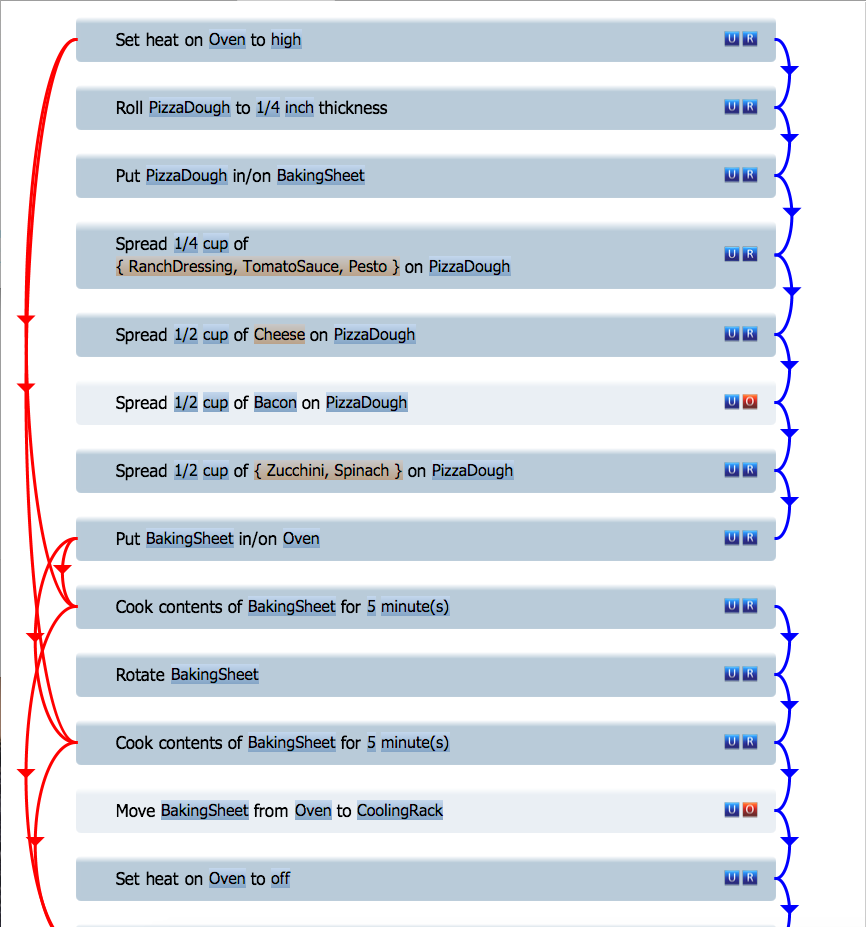 Set heat on Oven to high U R
Roll PizzaDough to 1/4 inch thickness U R
Put PizzaDough in/on BakingSheet U R
Spread 1/4 cup of
{ RanchDressing, TomatoSauce, Pesto } on PizzaDough U R
Spread 1/2 cup of Cheese on PizzaDough U R
Spread 1/2 cup of Bacon on PizzaDough U O
Spread 1/2 cup of { Zucchini, Spinach } on PizzaDough U R
Put BakingSheet in/on Oven U R
Cook contents of BakingSheet for 5 minute(s) U R
Rotate BakingSheet U R
Cook contents of BakingSheet for 5 minute(s) U R
Move BakingSheet from Oven to CoolingRack U O
Set heat on Oven to off U R